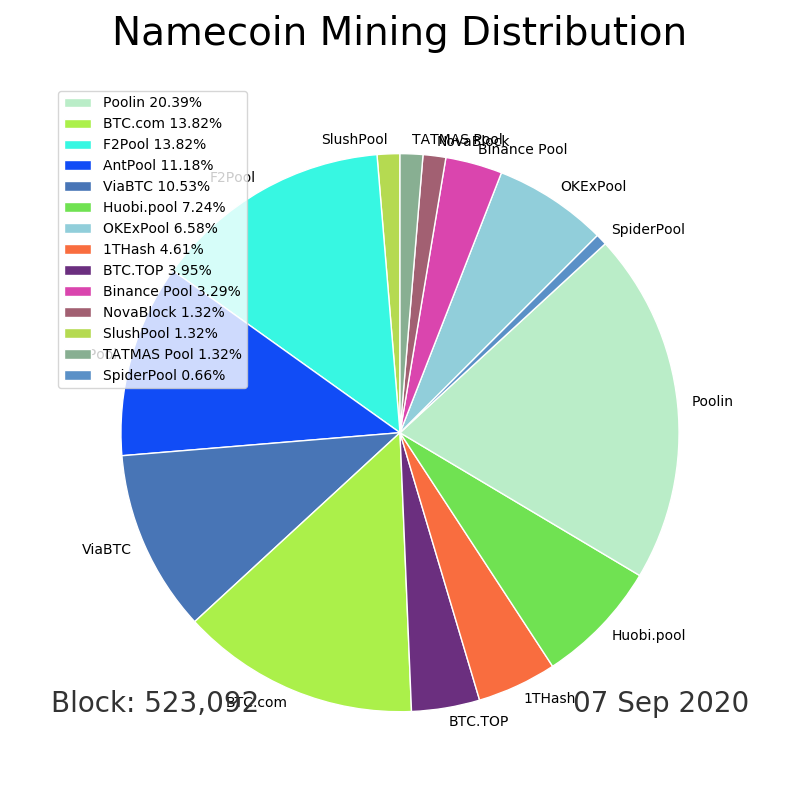 Namecoin Mining Distribution
Poolin 20.39%
BTC.com 13.82%
F2Pool 13.82%
AntPool 11.18%
ViaBTC 10.53%
Huobi.pool 7.24%
OKExPool 6.58%
1THash 4.61%
BTC.TOP 3.95%
Binance Pool 3.29%
NovaBlock 1.32%
SlushPool 1.32%
TATMAS Pool 1.32%
SpiderPool 0.66%
SlushPool
TATMAS Pool
NovaBlock
Binance Pool
F2Pool
OKExPool
SpiderPool
Poolin
ViaBTC
Huobi.pool
BTC.com
1THash
BTC.TOP
Block: 523,092
07 Sep 2020